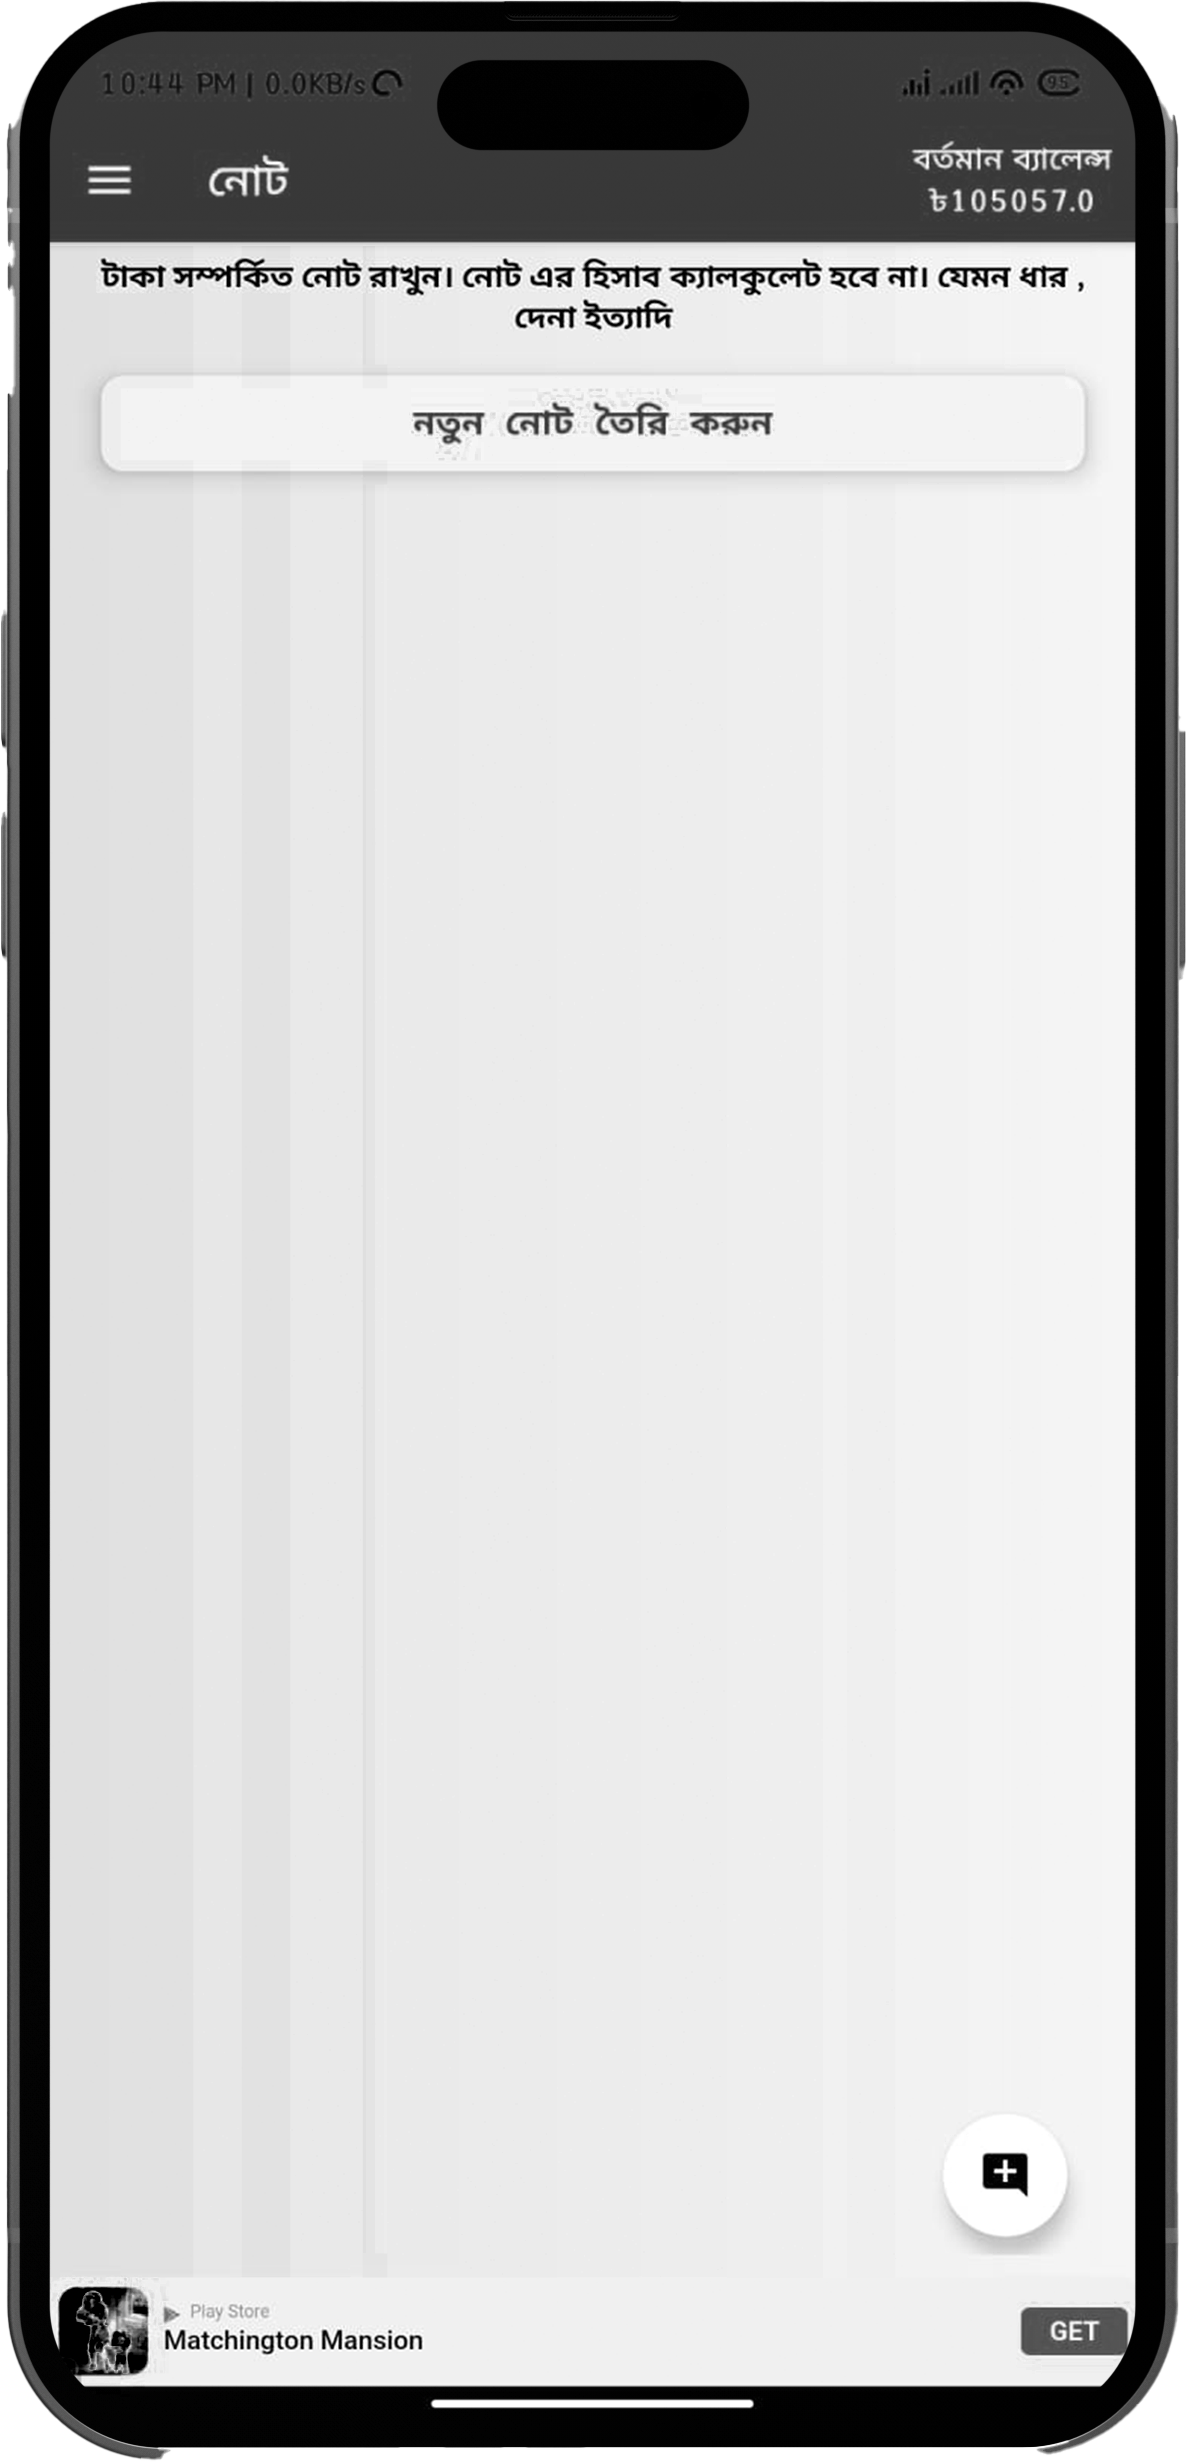 10:44 PM | 0.0KB/s
95
নোট
বর্তমান ব্যালেন্স
৳105057.0
টাকা সম্পর্কিত নোট রাখুন। নোট এর হিসাব ক্যালকুলেট হবে না। যেমন ধার ,
দেনা ইত্যাদি
নতুন নোট তৈরি করুন
Play Store
Matchington Mansion
GET